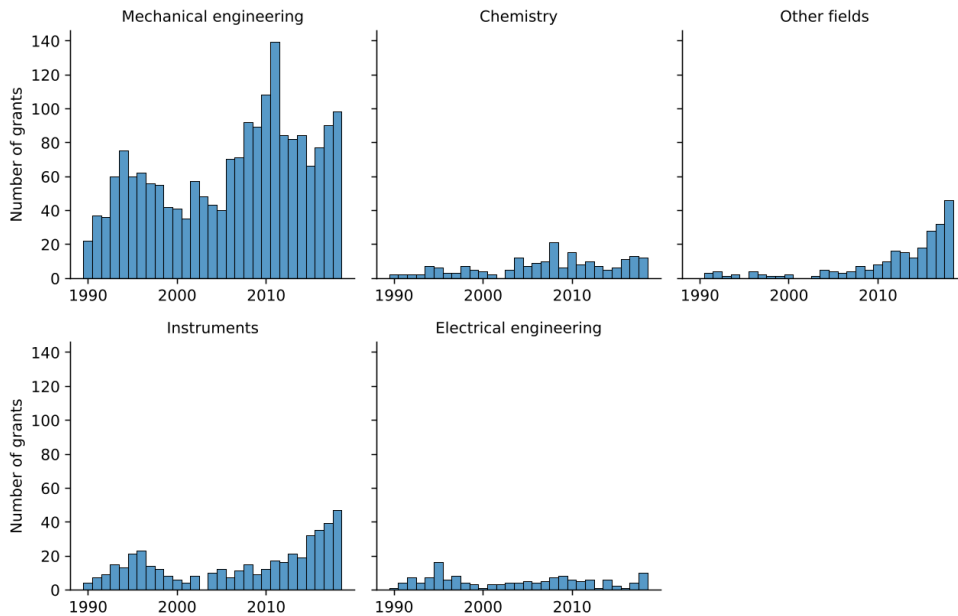 Mechanical engineering
Chemistry
Other fields
Number of grants
140
120
100
80
60
40
20
0
1990 2000 2010
1990 2000 2010
1990 2000 2010
Instruments
Electrical engineering
Number of grants
140
120
100
80
60
40
20
0
1990 2000 2010
1990 2000 2010